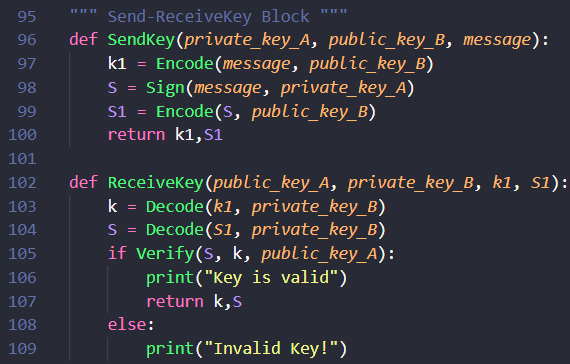 95 """ Send-ReceiveKey Block """
96 def SendKey(private_key_A, public_key_B, message):
97     k1 = Encode(message, public_key_B)
98     S = Sign(message, private_key_A)
99     S1 = Encode(S, public_key_B)
100     return k1,S1
101
102 def ReceiveKey(public_key_A, private_key_B, k1, S1):
103     k = Decode(k1, private_key_B)
104     S = Decode(S1, private_key_B)
105     if Verify(S, k, public_key_A):
106         print("Key is valid")
107         return k,S
108     else:
109         print("Invalid Key!")